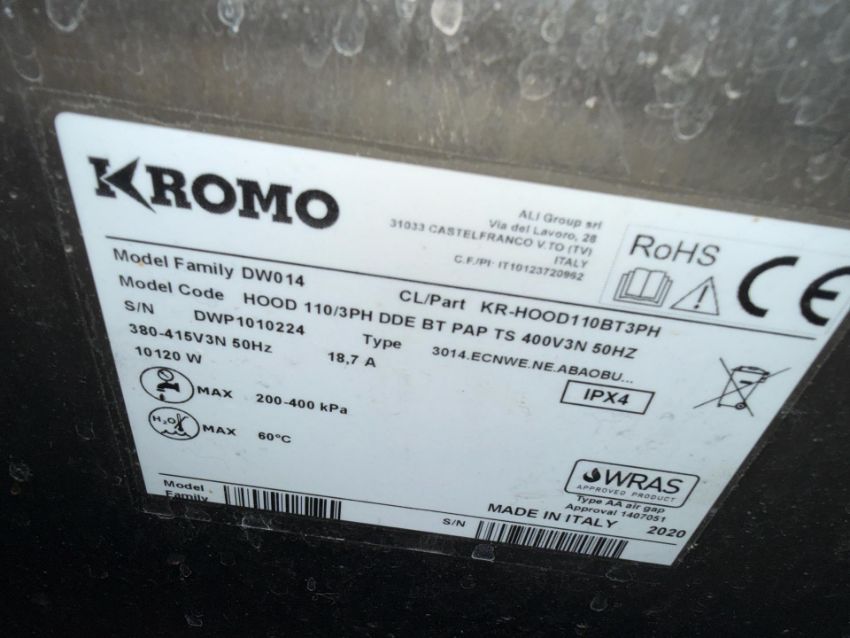 KROMO
ALI Group srl
Via del Lavoro, 28
31033 CASTELFRANCO V.TO (TV)
ITALY
C.F./PI: IT10123720962
RoHS
CE
Model Family DW014
CL/Part KR-HOOD110BT3PH
Model Code HOOD 110/3PH DDE BT PAP TS 400V3N 50HZ
S/N DWP1010224
Type 3014.ECNWE.NE.ABAOBU...
380-415V3N 50Hz
18,7 A
10120 W
IPX4
MAX 200-400 kPa
H₂O MAX 60°C
WRAS
APPROVED PRODUCT
Type AA air gap
Approval 1407051
Model
Family
S/N
MADE IN ITALY
2020